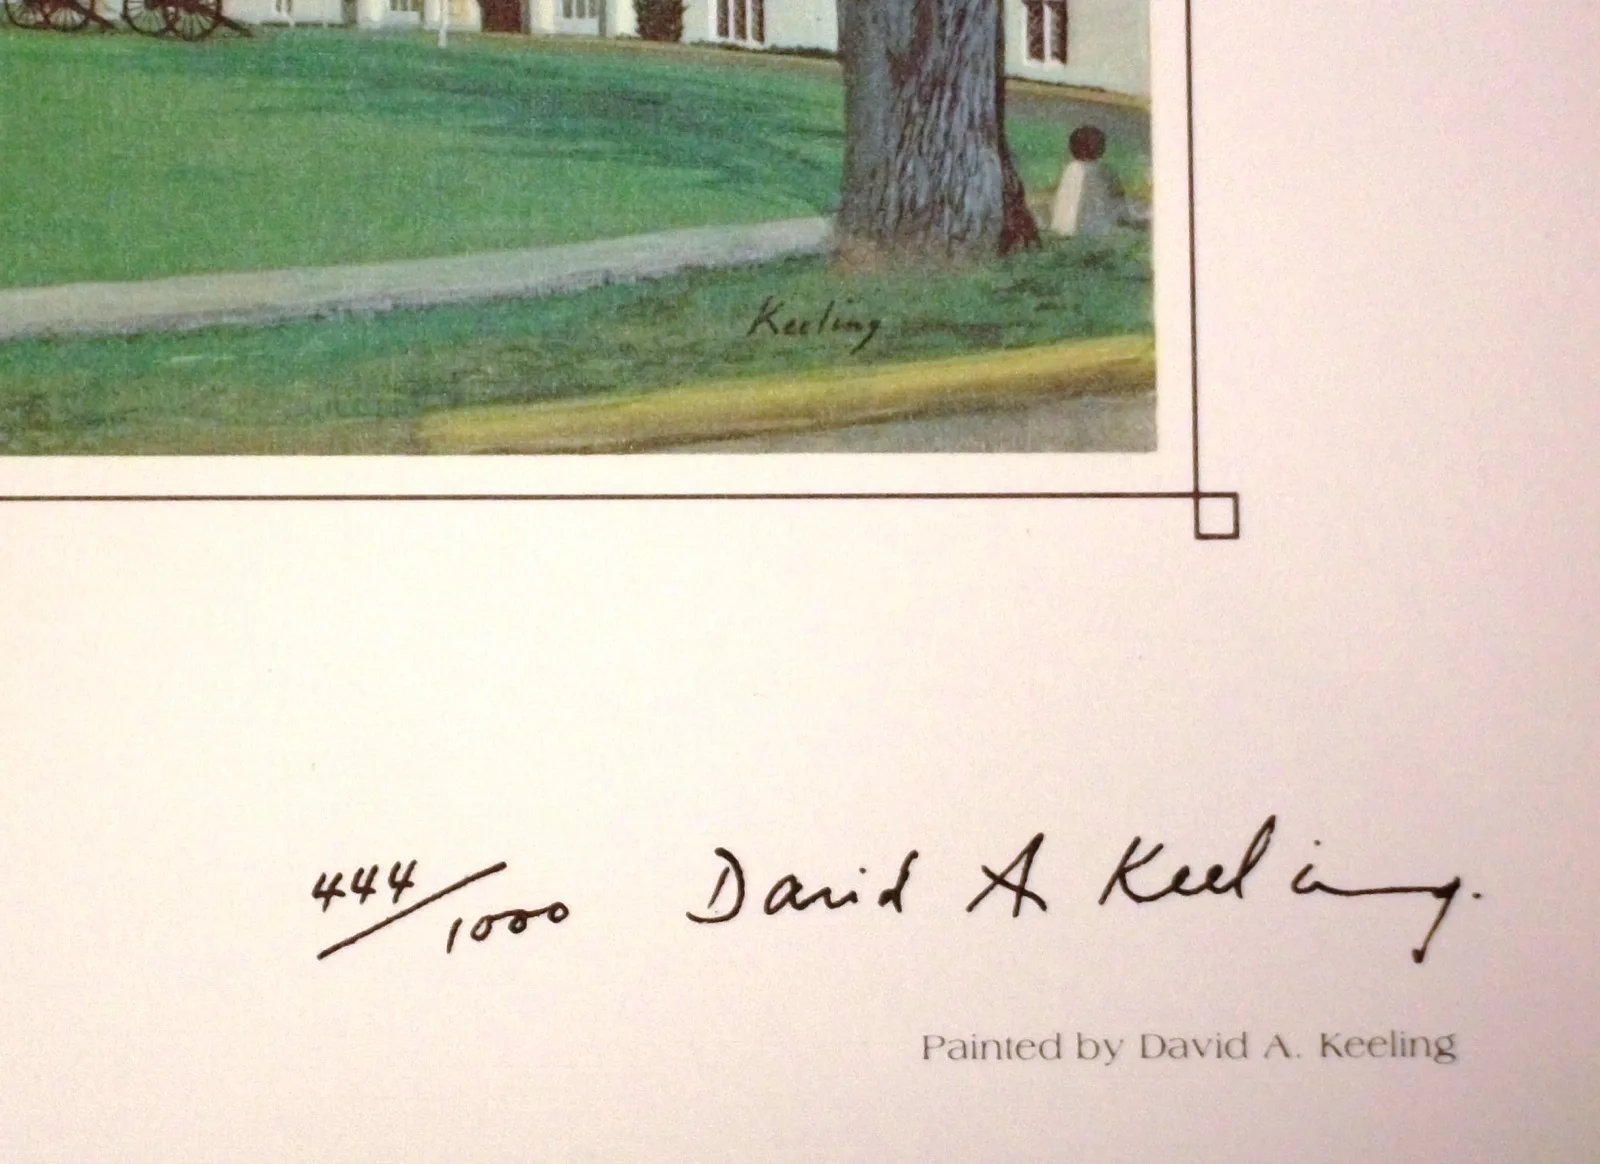 Keeling
444/1000 David A Keeling.
Painted by David A. Keeling